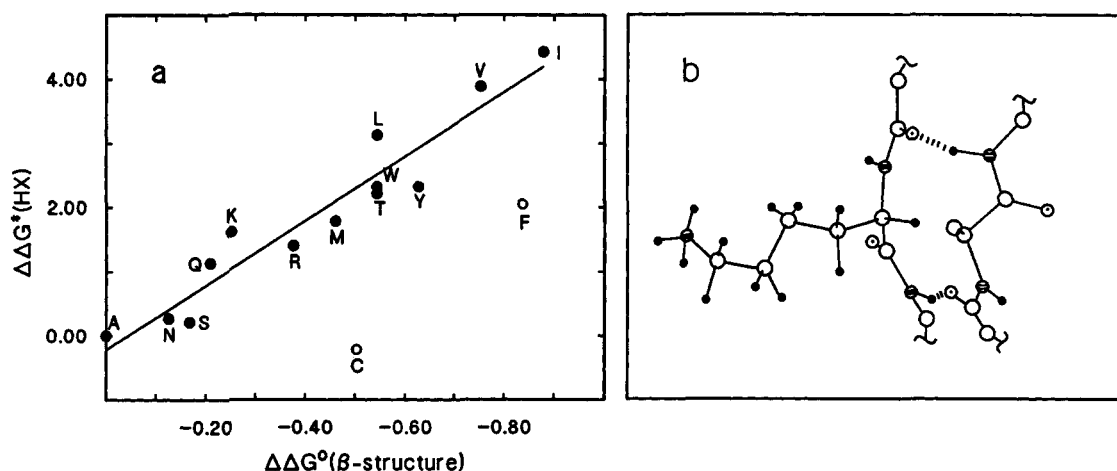 a
b
ΔΔG*(HX)
4.00
2.00
0.00
I
V
L
W
T
Y
F
K
M
Q
R
A
N
S
C
-0.20
-0.40
-0.60
-0.80
ΔΔG°(β-structure)